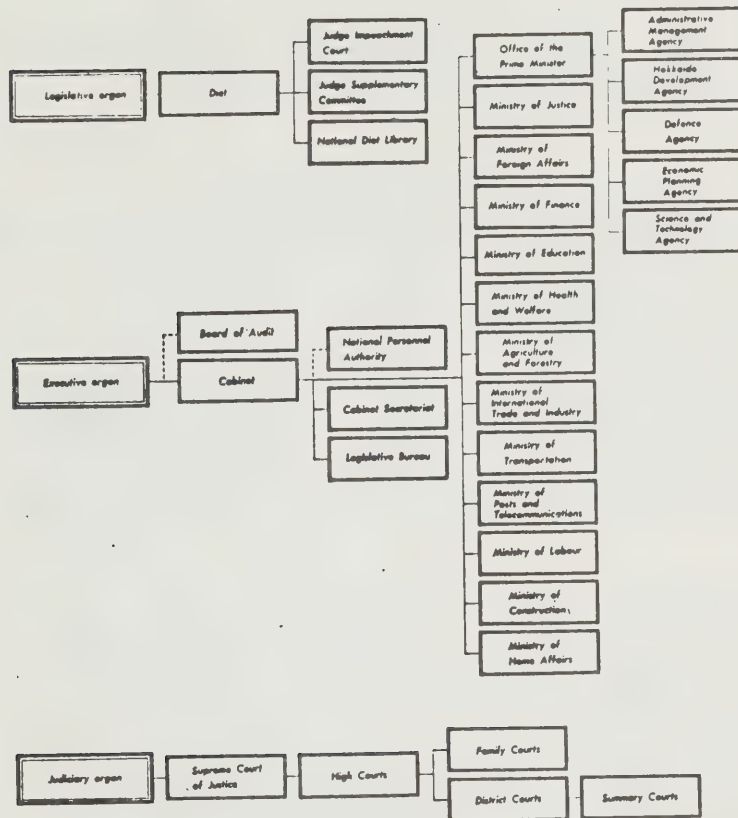 Legislative organ
Diet
Judge Impeachment
Court
Judge Supplementary
Committee
National Diet Library
Executive organ
Board of Audit
Cabinet
National Personnel
Authority
Cabinet Secretariat
Legislative Bureau
Office of the
Prime Minister
Ministry of Justice
Ministry of
Foreign Affairs
Ministry of Finance
Ministry of Education
Ministry of Health
and Welfare
Ministry of
Agriculture
and Forestry
Ministry of
International
Trade and Industry
Ministry of
Transportation
Ministry of
Posts and
Telecommunications
Ministry of Labour
Ministry of
Construction
Ministry of
Home Affairs
Administrative
Management
Agency
Hokkaido
Development
Agency
Defence
Agency
Economic
Planning
Agency
Science and
Technology
Agency
Judiciary organ
Supreme Court
of Justice
High Courts
Family Courts
District Courts
Summary Courts